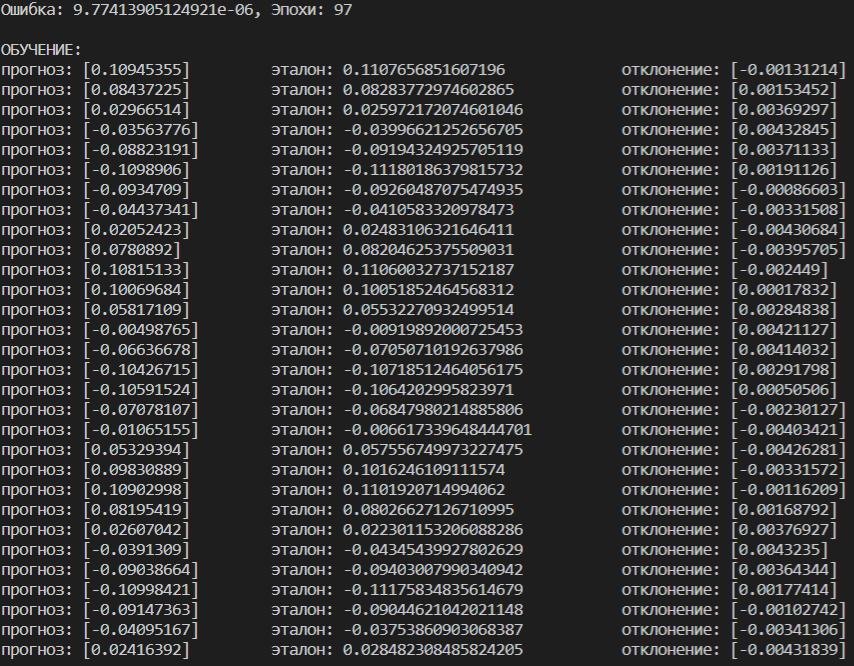 Ошибка: 9.77413905124921e-06, Эпохи: 97
ОБУЧЕНИЕ:
прогноз: [0.10945355] эталон: 0.1107656851607196 отклонение: [-0.00131214]
прогноз: [0.08437225] эталон: 0.08283772974602865 отклонение: [0.00153452]
прогноз: [0.02966514] эталон: 0.025972172074601046 отклонение: [0.00369297]
прогноз: [-0.03563776] эталон: -0.03996621252656705 отклонение: [0.00432845]
прогноз: [-0.08823191] эталон: -0.09194324925705119 отклонение: [0.00371133]
прогноз: [-0.1098906] эталон: -0.11180186379815732 отклонение: [0.00191126]
прогноз: [-0.0934709] эталон: -0.09260487075474935 отклонение: [-0.00086603]
прогноз: [-0.04437341] эталон: -0.0410583320978473 отклонение: [-0.00331508]
прогноз: [0.02052423] эталон: 0.02483106321646411 отклонение: [-0.00430684]
прогноз: [0.0780892] эталон: 0.08204625375509031 отклонение: [-0.00395705]
прогноз: [0.10815133] эталон: 0.11060032737152187 отклонение: [-0.002449]
прогноз: [0.10069684] эталон: 0.10051852464568312 отклонение: [0.00017832]
прогноз: [0.05817109] эталон: 0.05532270932499514 отклонение: [0.00284838]
прогноз: [-0.00498765] эталон: -0.00919892000725453 отклонение: [0.00421127]
прогноз: [-0.06636678] эталон: -0.07050710192637986 отклонение: [0.00414032]
прогноз: [-0.10426715] эталон: -0.10718512464056175 отклонение: [0.00291798]
прогноз: [-0.10591524] эталон: -0.1064202995823971 отклонение: [0.00050506]
прогноз: [-0.07078107] эталон: -0.06847980214885806 отклонение: [-0.00230127]
прогноз: [-0.01065155] эталон: -0.006617339648444701 отклонение: [-0.00403421]
прогноз: [0.05329394] эталон: 0.057556749973227475 отклонение: [-0.00426281]
прогноз: [0.09830889] эталон: 0.1016246109111574 отклонение: [-0.00331572]
прогноз: [0.10902998] эталон: 0.1101920714994062 отклонение: [-0.00116209]
прогноз: [0.08195419] эталон: 0.08026627126710995 отклонение: [0.00168792]
прогноз: [0.02607042] эталон: 0.022301153206088286 отклонение: [0.00376927]
прогноз: [-0.0391309] эталон: -0.04345439927802629 отклонение: [0.0043235]
прогноз: [-0.09038664] эталон: -0.09403007990340942 отклонение: [0.00364344]
прогноз: [-0.10998421] эталон: -0.11175834835614679 отклонение: [0.00177414]
прогноз: [-0.09147363] эталон: -0.09044621042021148 отклонение: [-0.00102742]
прогноз: [-0.04095167] эталон: -0.03753860903068387 отклонение: [-0.00341306]
прогноз: [0.02416392] эталон: 0.028482308485824205 отклонение: [-0.00431839]